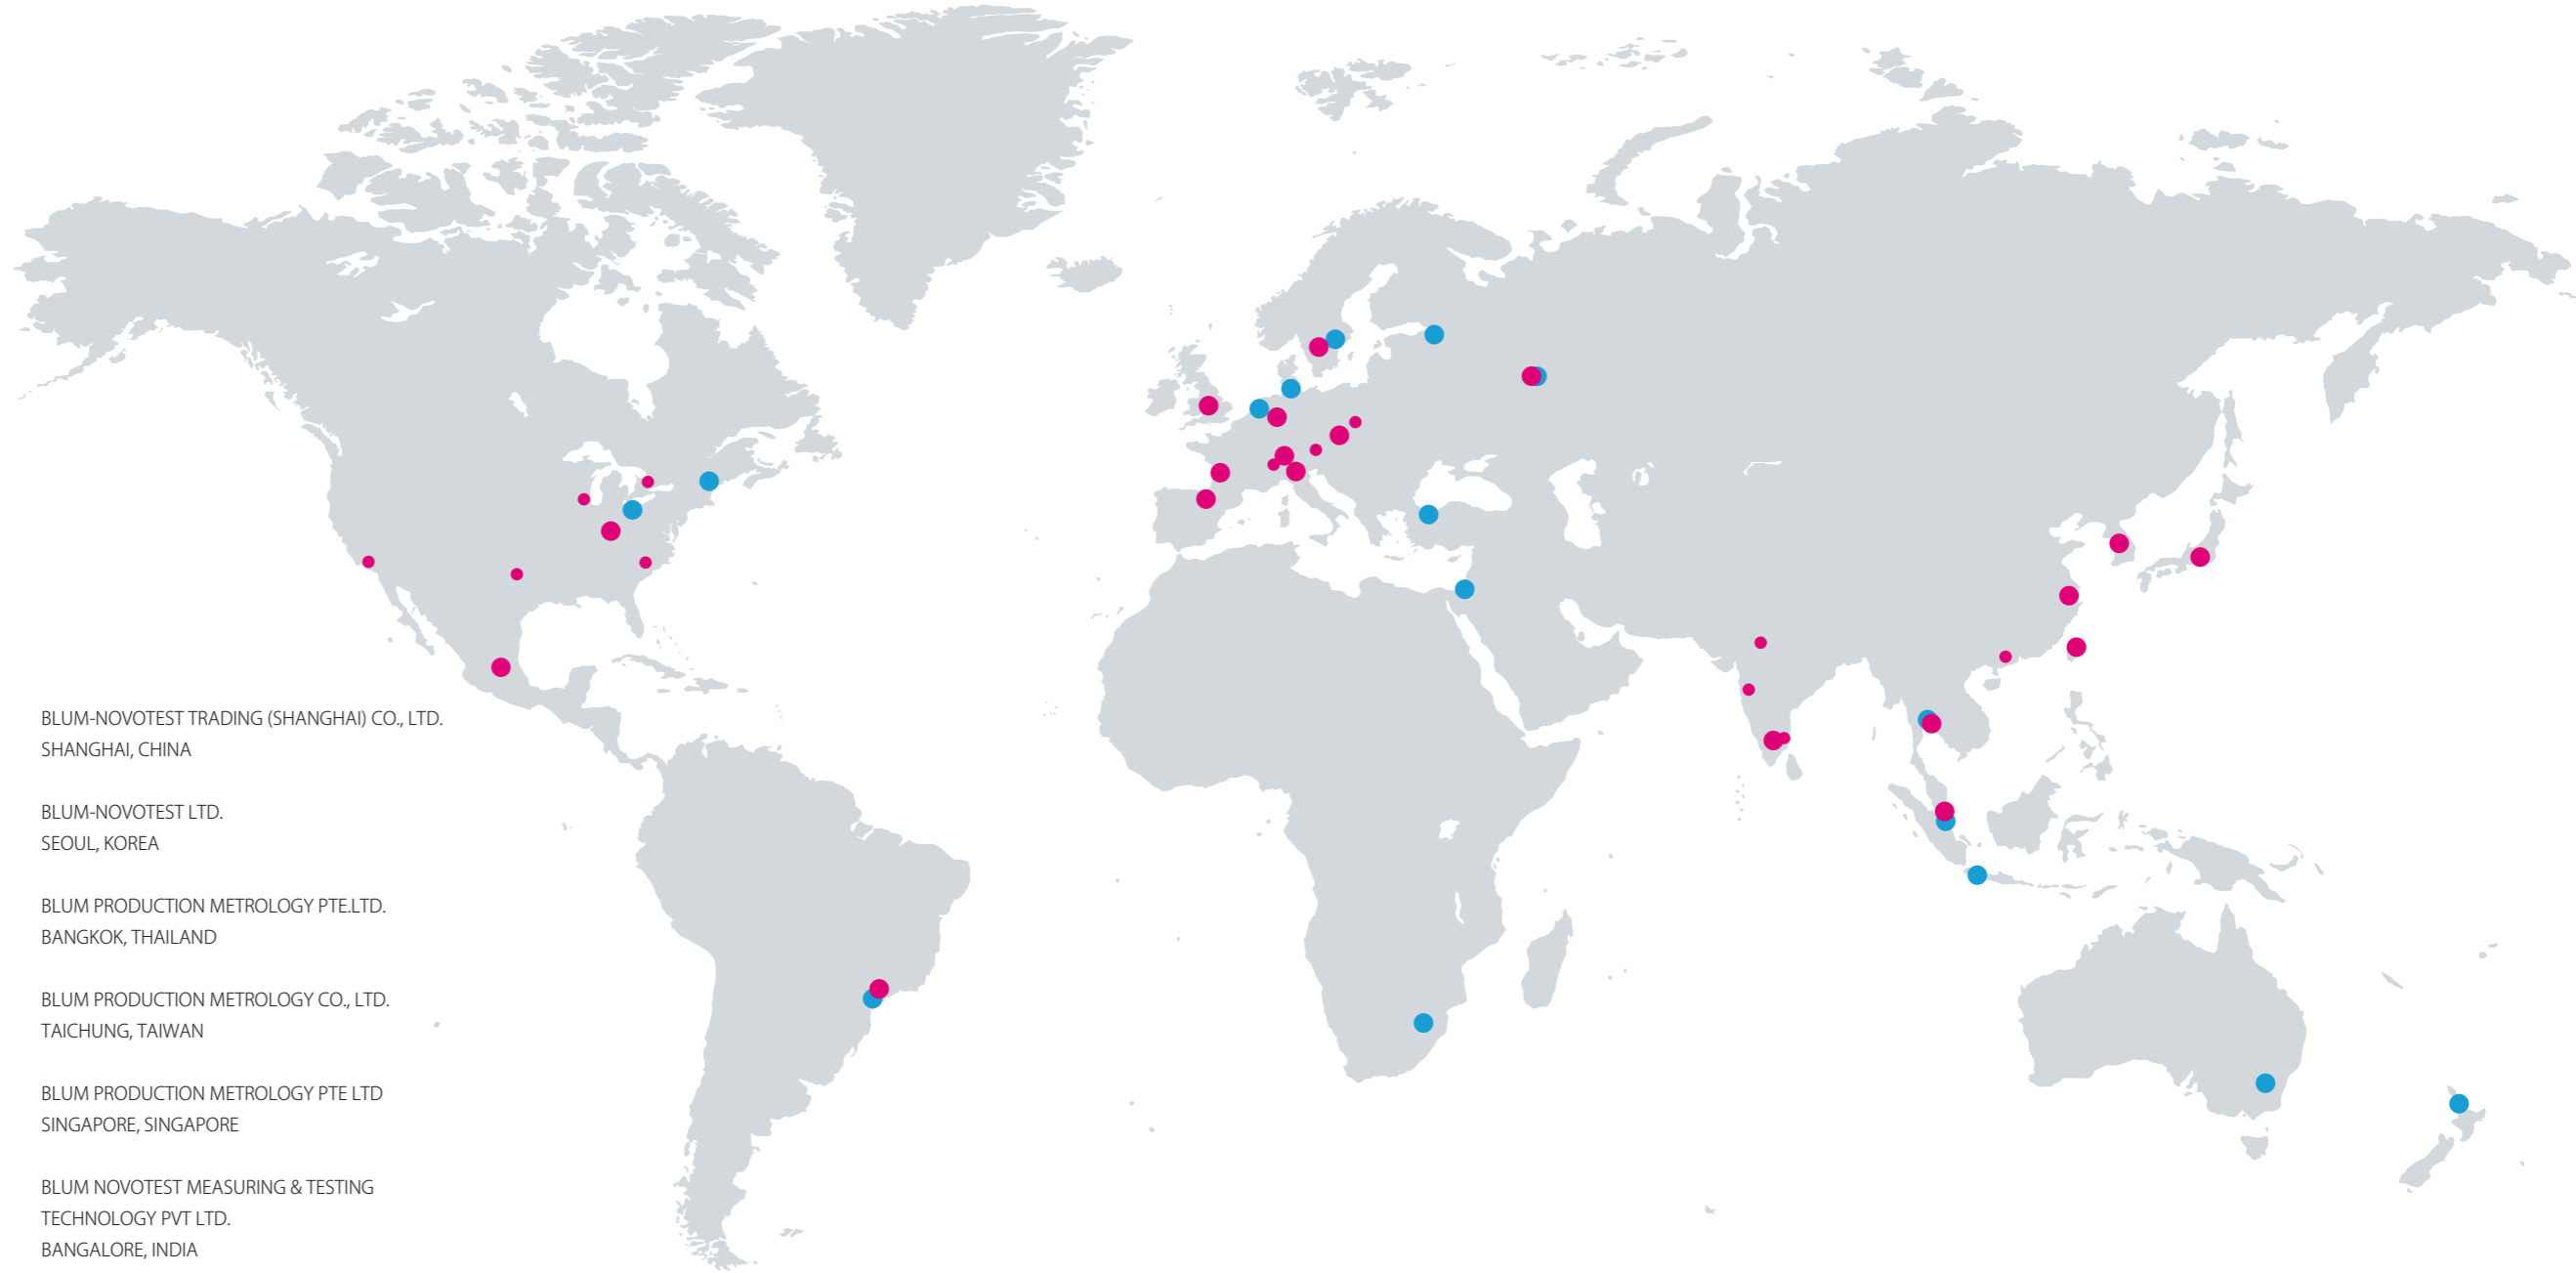 BLUM-NOVOTEST TRADING (SHANGHAI) CO., LTD.
SHANGHAI, CHINA
BLUM-NOVOTEST LTD.
SEOUL, KOREA
BLUM PRODUCTION METROLOGY PTE.LTD.
BANGKOK, THAILAND
BLUM PRODUCTION METROLOGY CO., LTD.
TAICHUNG, TAIWAN
BLUM PRODUCTION METROLOGY PTE LTD
SINGAPORE, SINGAPORE
BLUM NOVOTEST MEASURING & TESTING
TECHNOLOGY PVT LTD.
BANGALORE, INDIA